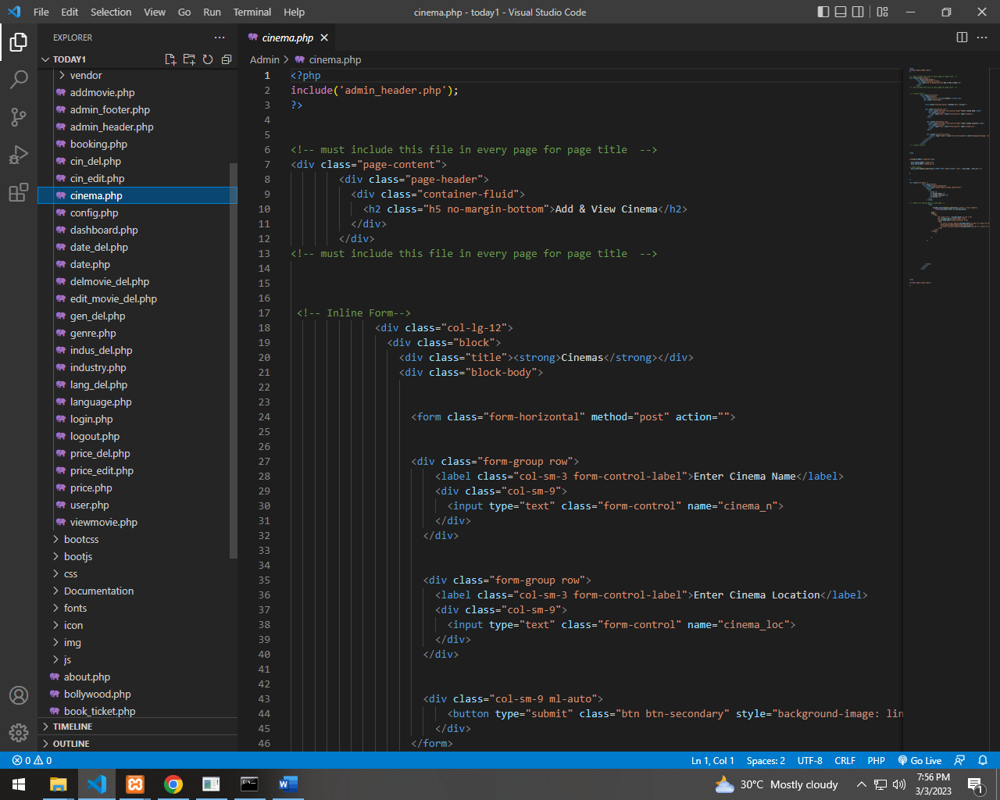 File Edit Selection View Go Run Terminal Help
cinema.php - today1 - Visual Studio Code
EXPLORER
TODAY1
vendor
addmovie.php
admin_footer.php
admin_header.php
booking.php
cin_del.php
cin_edit.php
cinema.php
config.php
dashboard.php
date_del.php
date.php
delmovie_del.php
edit_movie_del.php
gen_del.php
genre.php
indus_del.php
industry.php
lang_del.php
language.php
login.php
logout.php
price_del.php
price_edit.php
price.php
user.php
viewmovie.php
bootcss
bootjs
css
Documentation
fonts
icon
img
js
about.php
bollywood.php
book_ticket.php
TIMELINE
OUTLINE
cinema.php
Admin > cinema.php
1 <?php
2 include('admin_header.php');
3 ?>
4
5
6 <!-- must include this file in every page for page title  -->
7 <div class="page-content">
8 <div class="page-header">
9 <div class="container-fluid">
10 <h2 class="h5 no-margin-bottom">Add & View Cinema</h2>
11 </div>
12 </div>
13 <!-- must include this file in every page for page title  -->
14
15
16
17 <!-- Inline Form-->
18 <div class="col-lg-12">
19 <div class="block">
20 <div class="title"><strong>Cinemas</strong></div>
21 <div class="block-body">
22
23
24 <form class="form-horizontal" method="post" action="">
25
26
27 <div class="form-group row">
28 <label class="col-sm-3 form-control-label">Enter Cinema Name</label>
29 <div class="col-sm-9">
30 <input type="text" class="form-control" name="cinema_n">
31 </div>
32 </div>
33
34
35 <div class="form-group row">
36 <label class="col-sm-3 form-control-label">Enter Cinema Location</label>
37 <div class="col-sm-9">
38 <input type="text" class="form-control" name="cinema_loc">
39 </div>
40 </div>
41
42
43 <div class="col-sm-9 ml-auto">
44 <button type="submit" class="btn btn-secondary" style="background-image: lin
45 </div>
46 </form>
0 0
Ln 1, Col 1 Spaces: 2 UTF-8 CRLF PHP Go Live
30°C Mostly cloudy
7:56 PM
3/3/2023
1